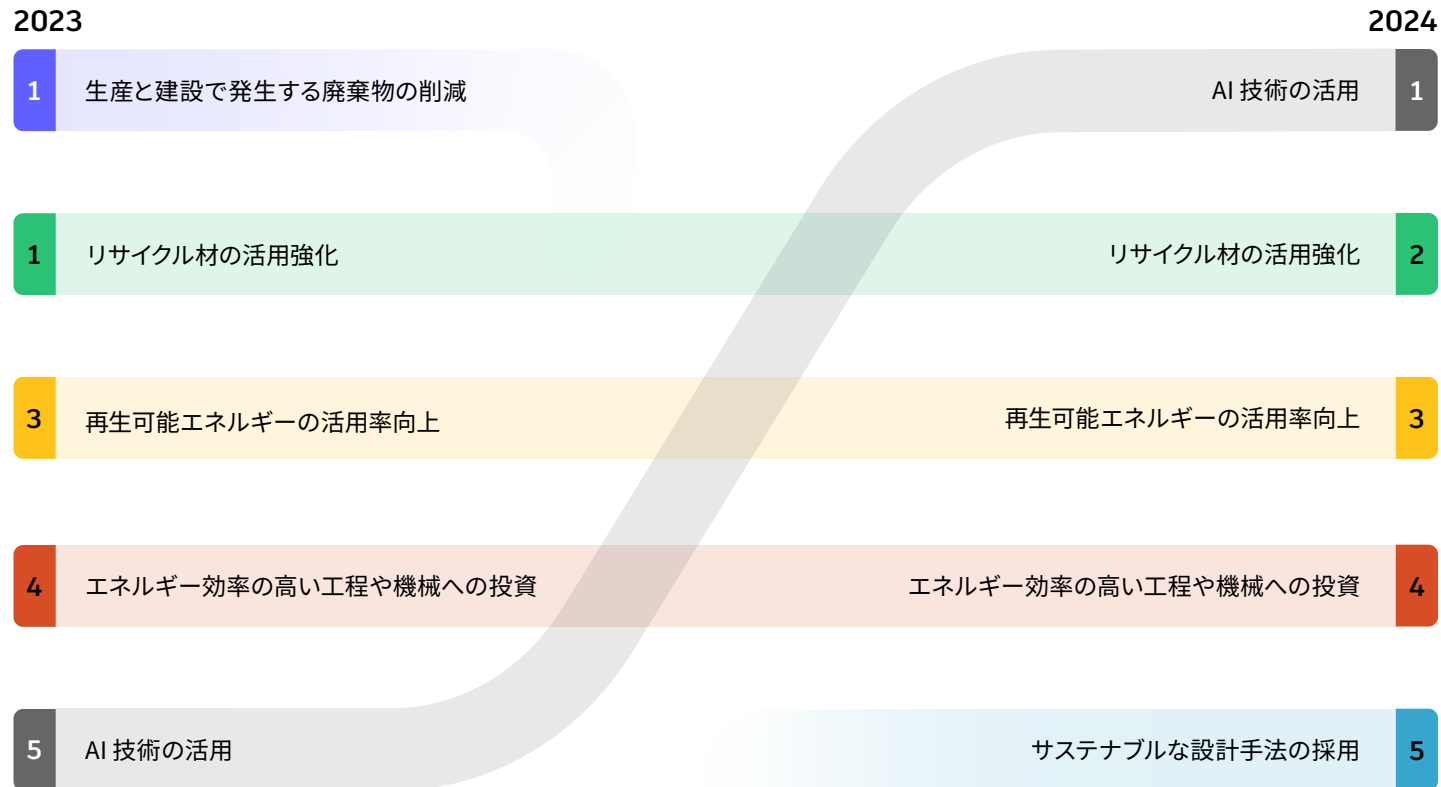 2023
2024
1
生産と建設で発生する廃棄物の削減
AI 技術の活用
1
1
リサイクル材の活用強化
リサイクル材の活用強化
2
3
再生可能エネルギーの活用率向上
再生可能エネルギーの活用率向上
3
4
エネルギー効率の高い工程や機械への投資
エネルギー効率の高い工程や機械への投資
4
5
AI 技術の活用
サステナブルな設計手法の採用
5